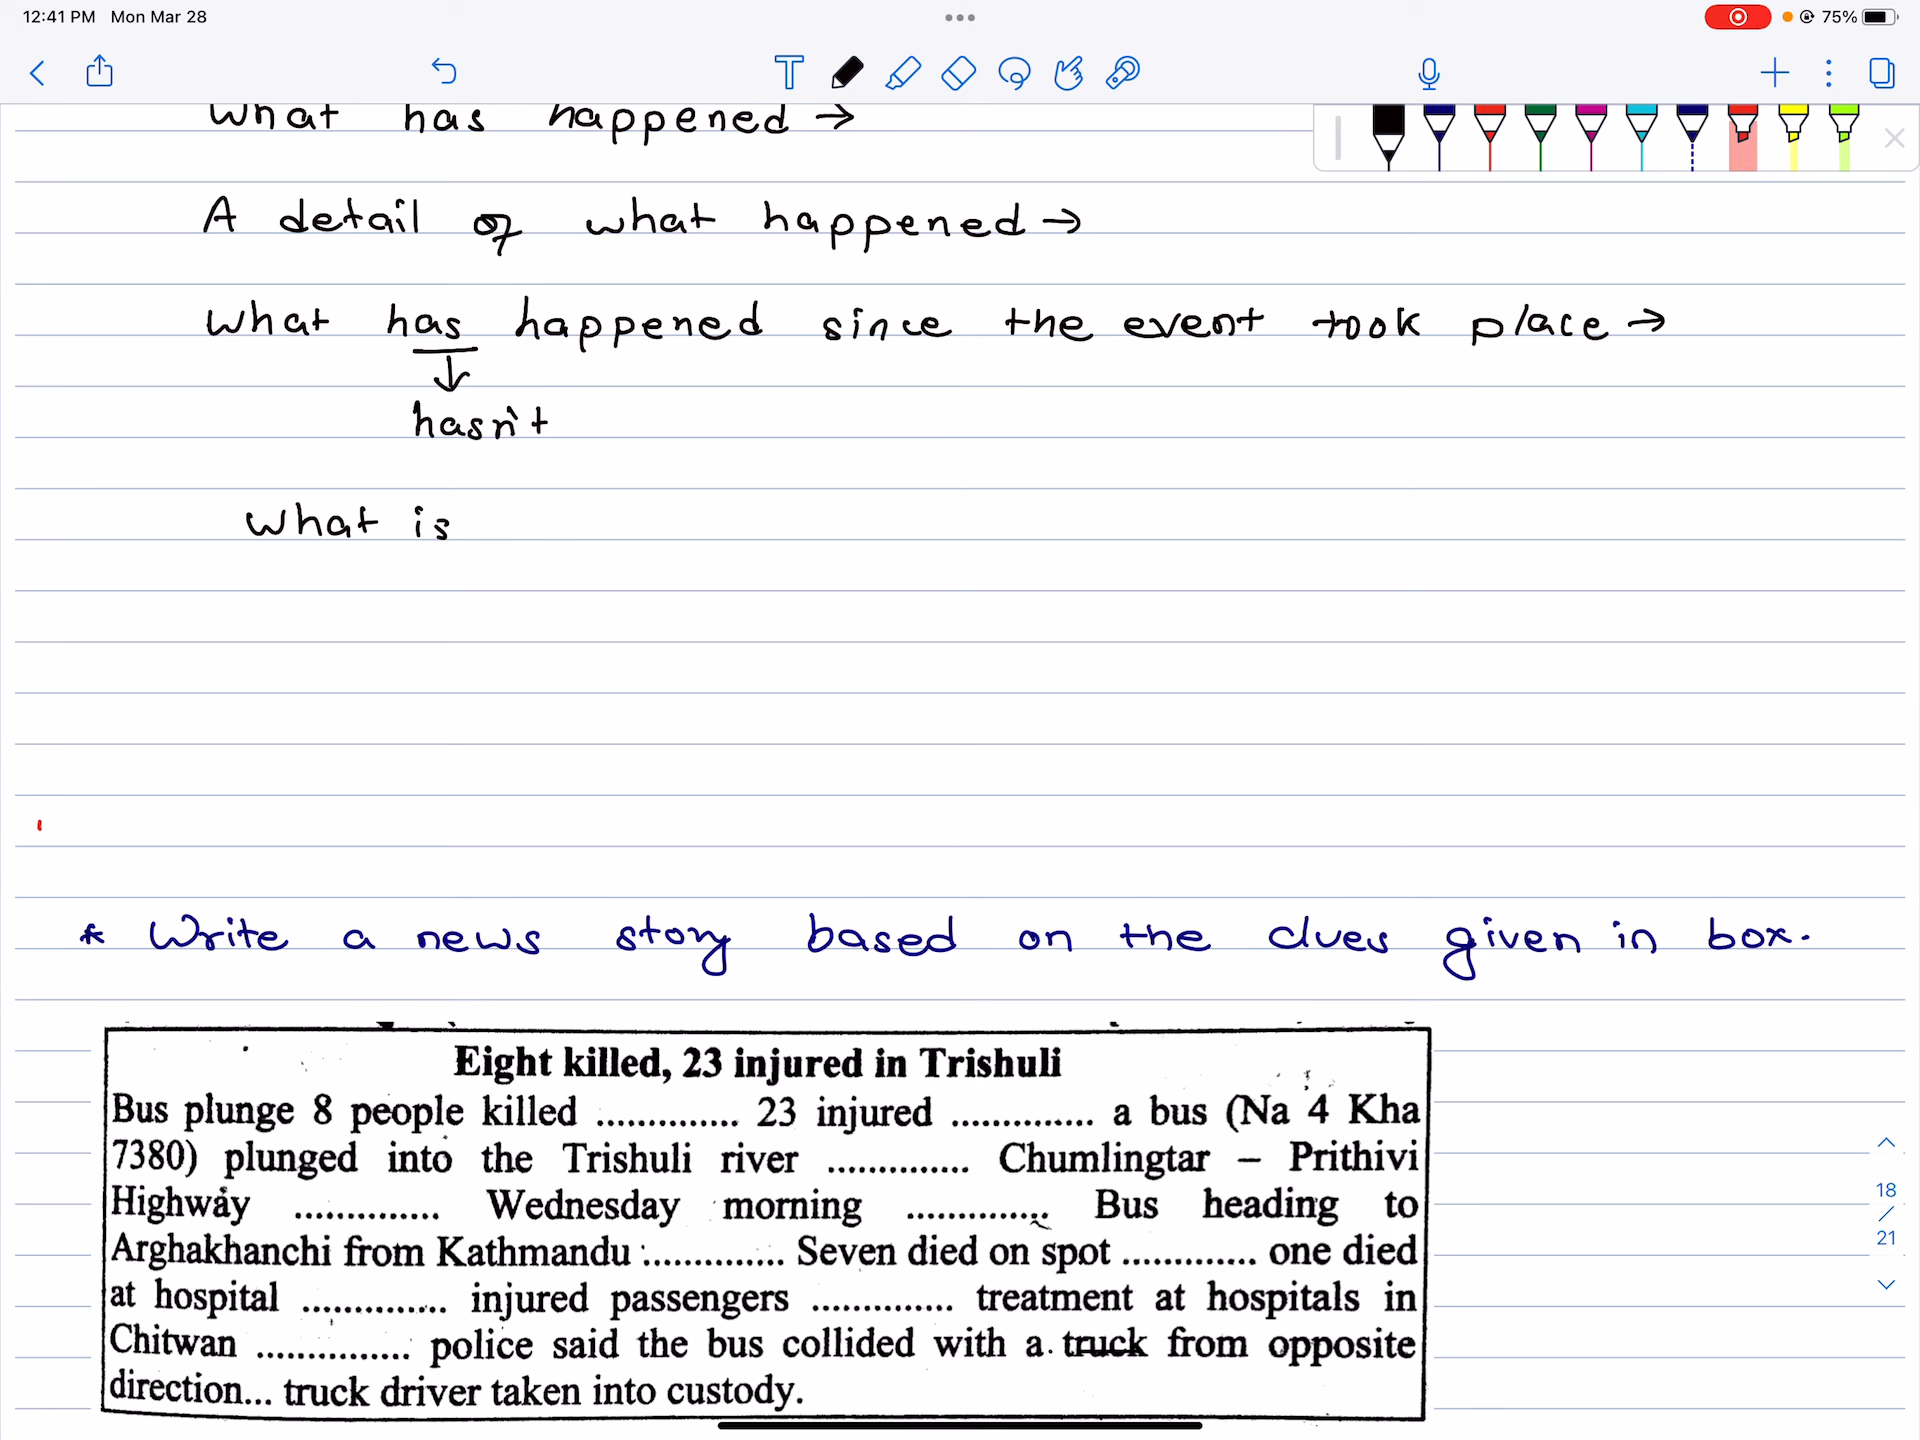 12:41 PM Mon Mar 28
75%
What has happened →
A detail of what happened →
What has happened since the event took place →
hasn't
What is
* Write a news story based on the clues given in box.
Eight killed, 23 injured in Trishuli
Bus plunge 8 people killed .............. 23 injured .............. a bus (Na 4 Kha
7380) plunged into the Trishuli river .............. Chumlingtar – Prithivi
Highway .............. Wednesday morning .............. Bus heading to
Arghakhanchi from Kathmandu .............. Seven died on spot .............. one died
at hospital .............. injured passengers .............. treatment at hospitals in
Chitwan .............. police said the bus collided with a truck from opposite
direction... truck driver taken into custody.
18
/
21